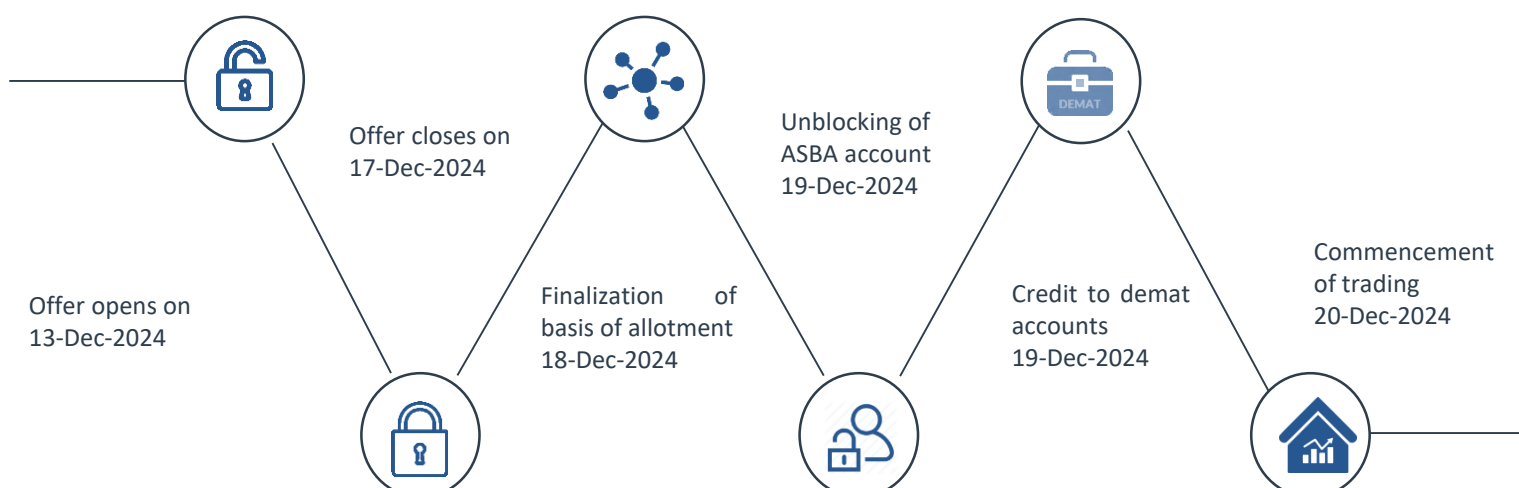 Offer opens on
13-Dec-2024
Offer closes on
17-Dec-2024
Finalization of
basis of allotment
18-Dec-2024
Unblocking of
ASBA account
19-Dec-2024
DEMAT
Credit to demat
accounts
19-Dec-2024
Commencement
of trading
20-Dec-2024